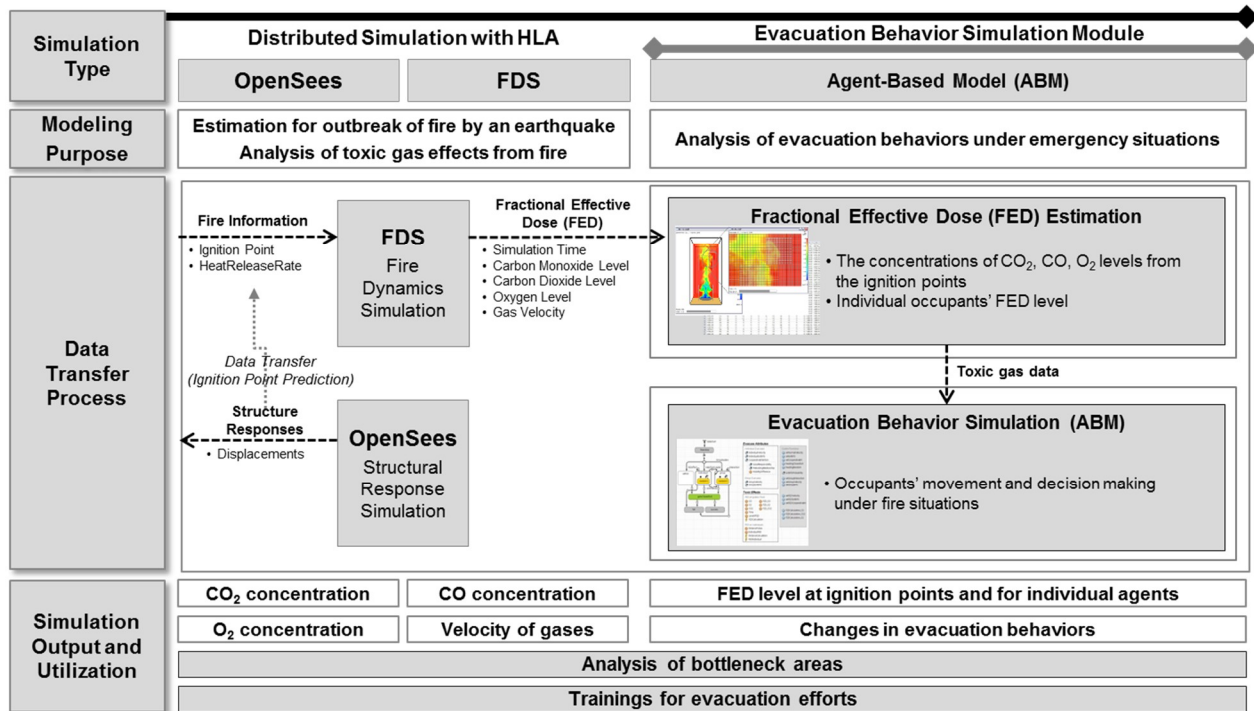 Simulation
Type
Distributed Simulation with HLA
Evacuation Behavior Simulation Module
OpenSees
FDS
Agent-Based Model (ABM)
Modeling
Purpose
Estimation for outbreak of fire by an earthquake
Analysis of toxic gas effects from fire
Analysis of evacuation behaviors under emergency situations
Data
Transfer
Process
Fire Information
• Ignition Point
• HeatReleaseRate
FDS
Fire
Dynamics
Simulation
Fractional Effective
Dose (FED)
• Simulation Time
• Carbon Monoxide Level
• Carbon Dioxide Level
• Oxygen Level
• Gas Velocity
Fractional Effective Dose (FED) Estimation
• The concentrations of CO₂, CO, O₂ levels from
the ignition points
• Individual occupants' FED level
Data Transfer
(Ignition Point Prediction)
Structure
Responses
• Displacements
OpenSees
Structural
Response
Simulation
Toxic gas data
Evacuation Behavior Simulation (ABM)
• Occupants' movement and decision making
under fire situations
Simulation
Output and
Utilization
CO₂ concentration
CO concentration
FED level at ignition points and for individual agents
O₂ concentration
Velocity of gases
Changes in evacuation behaviors
Analysis of bottleneck areas
Trainings for evacuation efforts